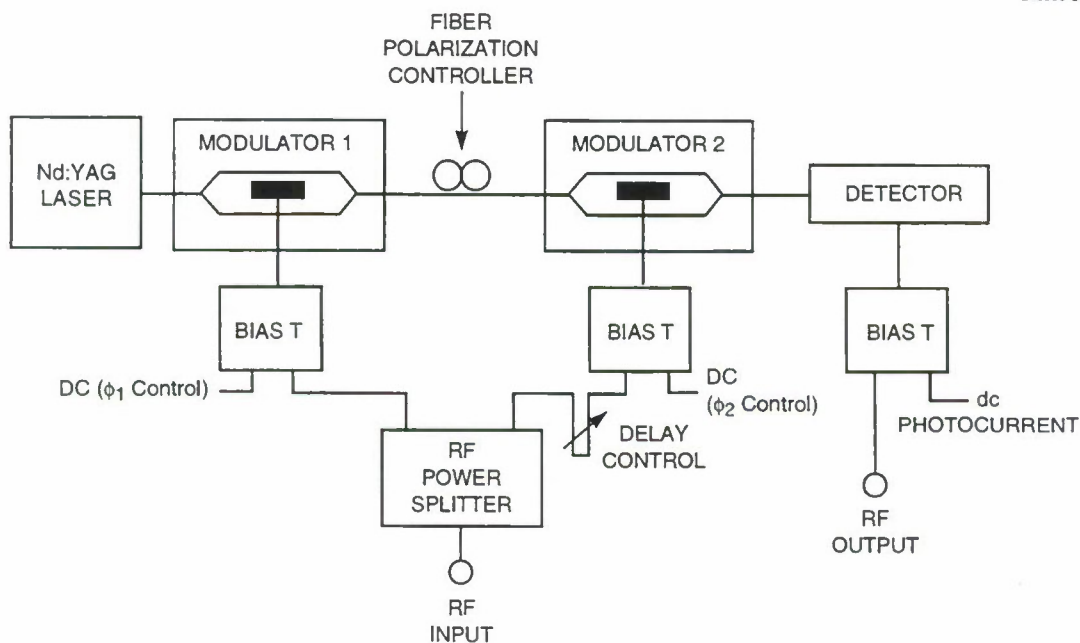 FIBER
POLARIZATION
CONTROLLER
Nd:YAG
LASER
MODULATOR 1
MODULATOR 2
DETECTOR
BIAS T
BIAS T
BIAS T
DC (ϕ1 Control)
DC
(ϕ2 Control)
dc
PHOTOCURRENT
DELAY
CONTROL
RF
POWER
SPLITTER
RF
OUTPUT
RF
INPUT